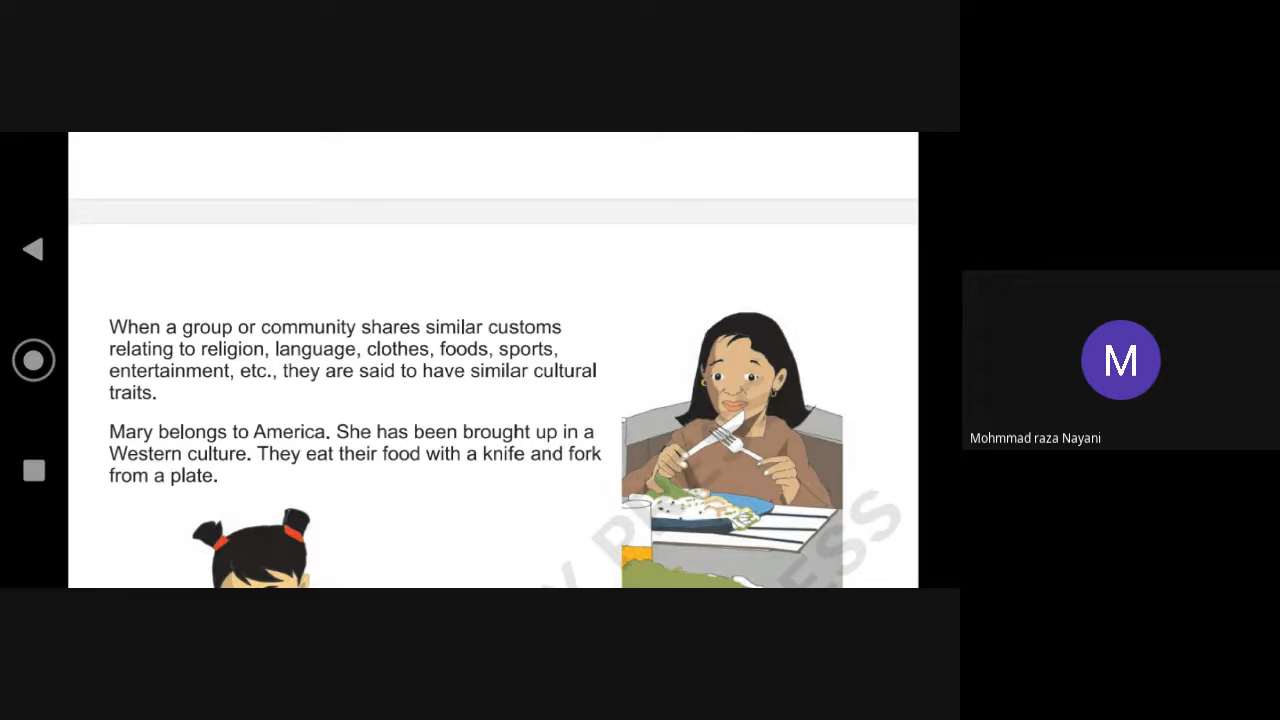 When a group or community shares similar customs
relating to religion, language, clothes, foods, sports,
entertainment, etc., they are said to have similar cultural
traits.
Mary belongs to America. She has been brought up in a
Western culture. They eat their food with a knife and fork
from a plate.
M
Mohmmad raza Nayani